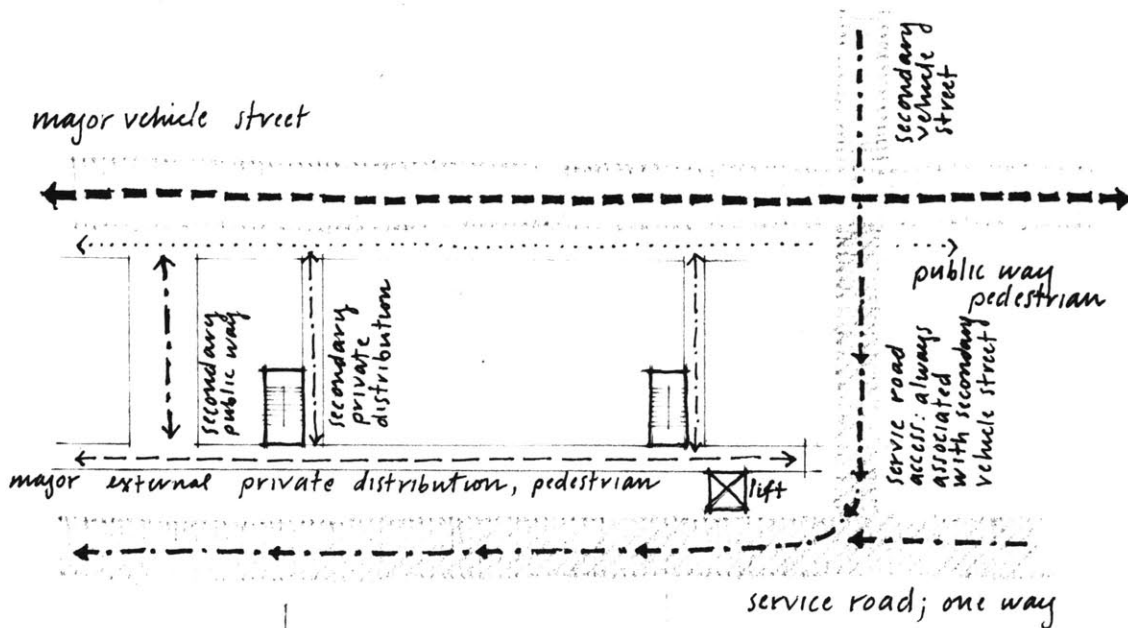 major vehicle street
secondary
vehicle
street
public way
pedestrian
secondary
public way
secondary
private
distribution
service road
access: always
associated
with secondary
vehicle street
major external private distribution, pedestrian
lift
service road; one way